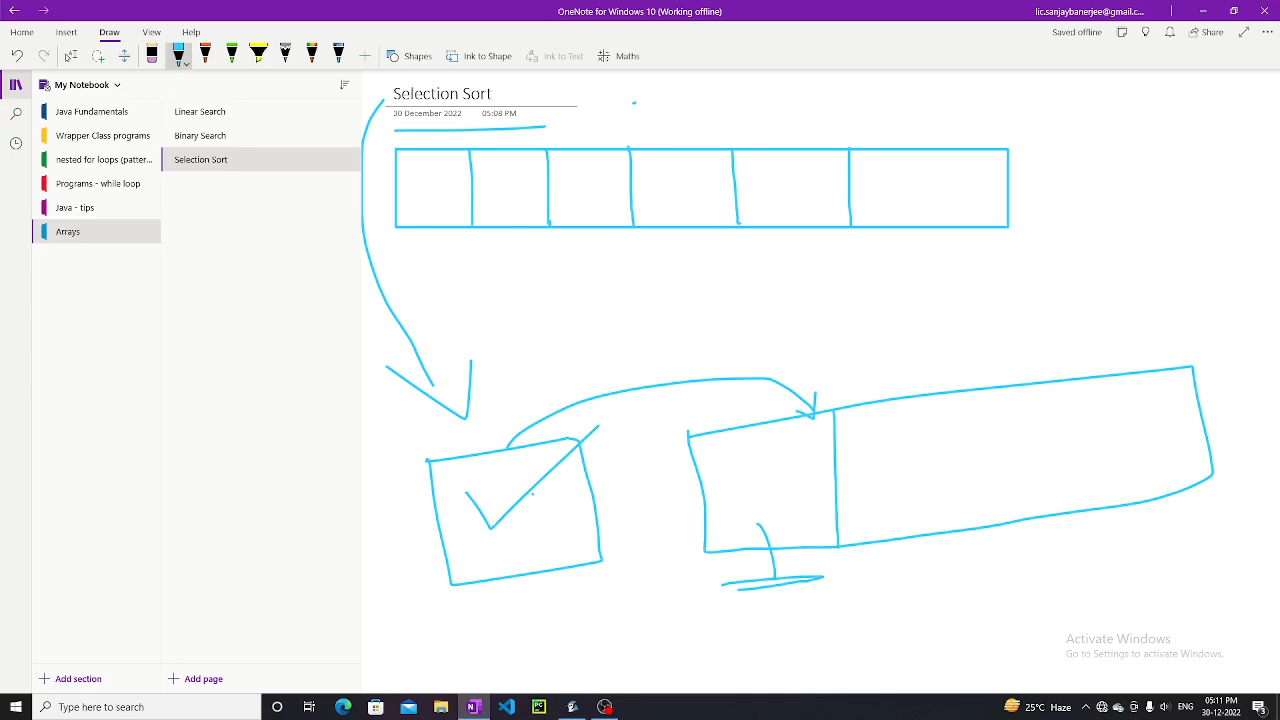 OneNote for Windows 10 (Working offline)
lic.sanjaybanerjee@gmail.c...
Home Insert Draw View Help
Saved offline
Share
Shapes Ink to Shape Ink to Text Maths
My Notebook
Java Fundamentals
Wrapper Class programs
nested for loops (patter...
Programs - while loop
Java - tips
Arrays
Linear Search
Binary Search
Selection Sort
Selection Sort
30 December 2022 05:08 PM
Activate Windows
Go to Settings to activate Windows.
Add section
Add page
Type here to search
25°C Haze
05:11 PM
30-12-2022